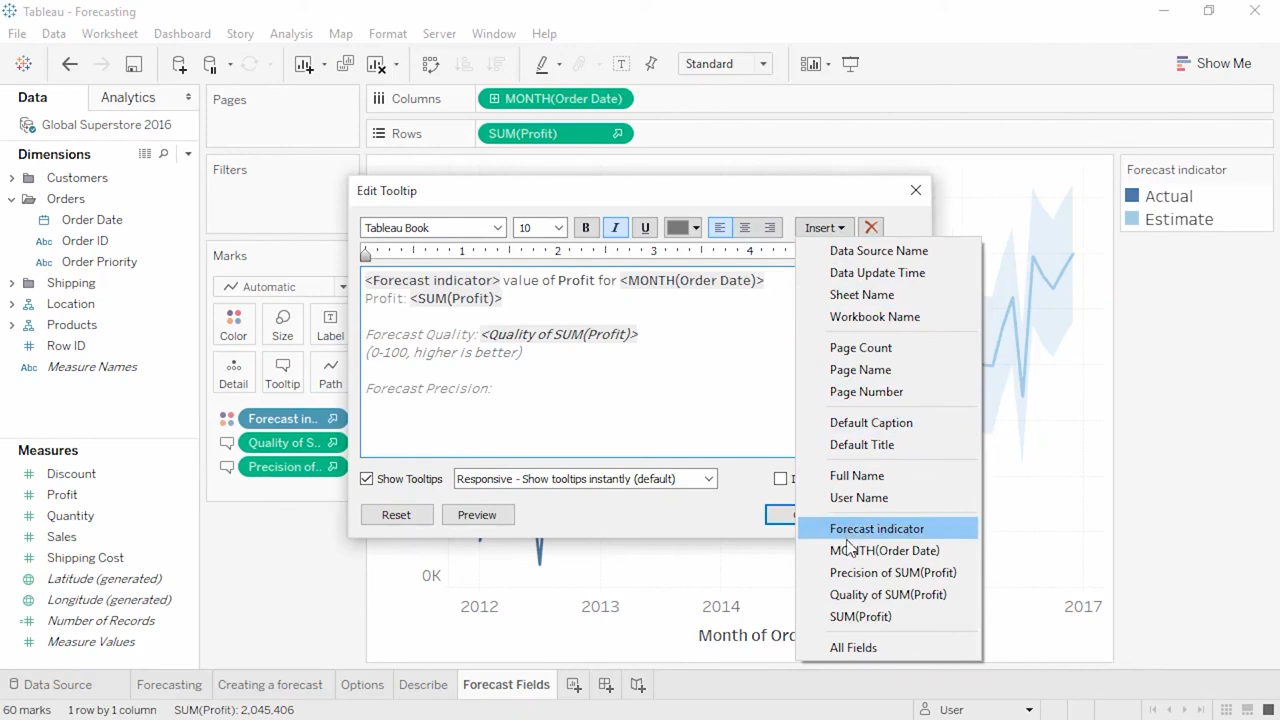 Tableau - Forecasting
File Data Worksheet Dashboard Story Analysis Map Format Server Window Help
Standard
Show Me
Data Analytics
Global Superstore 2016
Dimensions
Customers
Orders
Order Date
Abc Order ID
Abc Order Priority
Shipping
Location
Products
Row ID
Abc Measure Names
Measures
Discount
Profit
Quantity
Sales
Shipping Cost
Latitude (generated)
Longitude (generated)
Number of Records
Measure Values
Pages
Filters
Marks
Automatic
Color Size Label
Detail Tooltip Path
Forecast in..
Quality of S..
Precision of..
Columns MONTH(Order Date)
Rows SUM(Profit)
Edit Tooltip
Tableau Book 10 B I U Insert
1 2 3 4
<Forecast indicator> value of Profit for <MONTH(Order Date)>
Profit: <SUM(Profit)>
Forecast Quality: <Quality of SUM(Profit)>
(0-100, higher is better)
Forecast Precision:
Show Tooltips Responsive - Show tooltips instantly (default)
Reset Preview
Data Source Name
Data Update Time
Sheet Name
Workbook Name
Page Count
Page Name
Page Number
Default Caption
Default Title
Full Name
User Name
Forecast indicator
MONTH(Order Date)
Precision of SUM(Profit)
Quality of SUM(Profit)
SUM(Profit)
All Fields
Forecast indicator
Actual
Estimate
0K
2012 2013 2014 2017
Month of Orc
Data Source Forecasting Creating a forecast Options Describe Forecast Fields
60 marks 1 row by 1 column SUM(Profit): 2,045,406
User